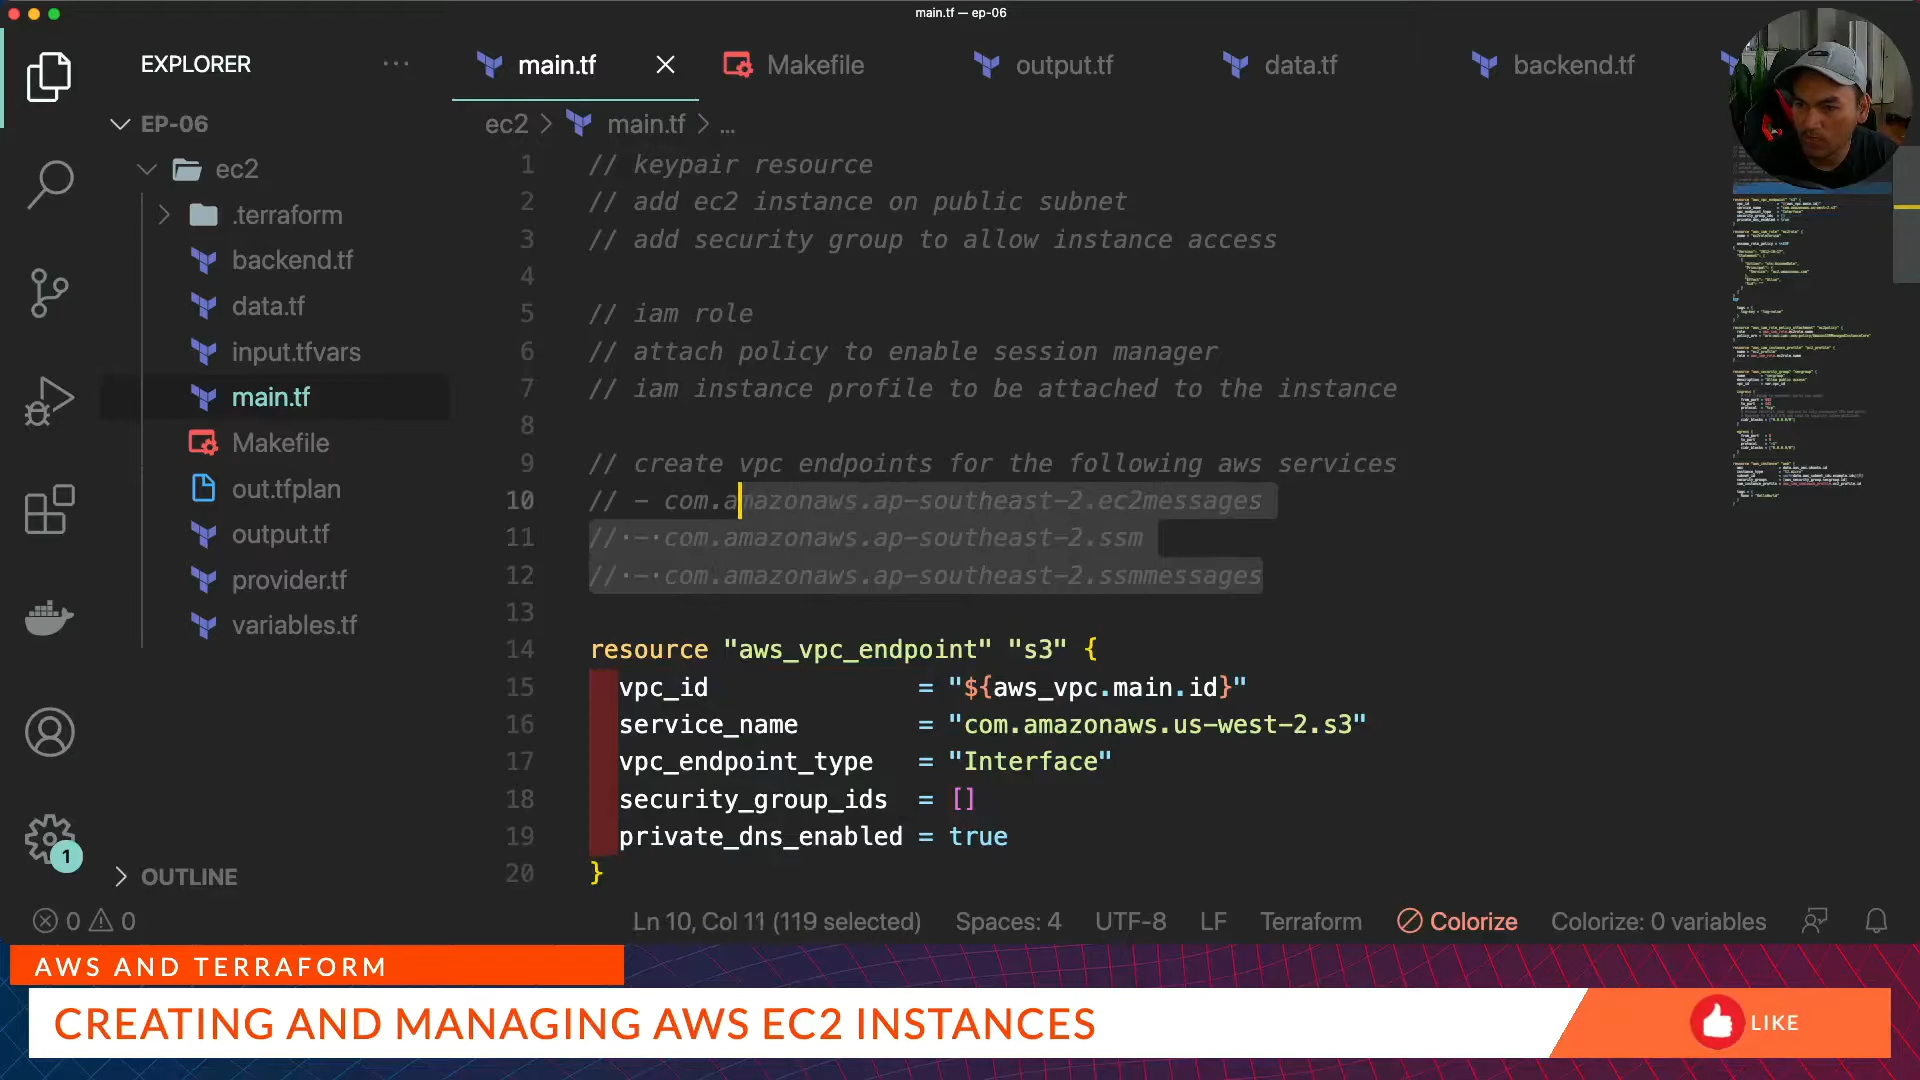 main.tf — ep-06
EXPLORER
main.tf
Makefile
output.tf
data.tf
backend.tf
EP-06
ec2
.terraform
backend.tf
data.tf
input.tfvars
main.tf
Makefile
out.tfplan
output.tf
provider.tf
variables.tf
OUTLINE
ec2 > main.tf > ...
1 // keypair resource
2 // add ec2 instance on public subnet
3 // add security group to allow instance access
4
5 // iam role
6 // attach policy to enable session manager
7 // iam instance profile to be attached to the instance
8
9 // create vpc endpoints for the following aws services
10 // - com.amazonaws.ap-southeast-2.ec2messages
11 //·-·com.amazonaws.ap-southeast-2.ssm
12 //·-·com.amazonaws.ap-southeast-2.ssmmessages
13
14 resource "aws_vpc_endpoint" "s3" {
15 vpc_id = "${aws_vpc.main.id}"
16 service_name = "com.amazonaws.us-west-2.s3"
17 vpc_endpoint_type = "Interface"
18 security_group_ids = []
19 private_dns_enabled = true
20 }
1
0 0
Ln 10, Col 11 (119 selected)
Spaces: 4
UTF-8
LF
Terraform
Colorize
Colorize: 0 variables
AWS AND TERRAFORM
CREATING AND MANAGING AWS EC2 INSTANCES
LIKE